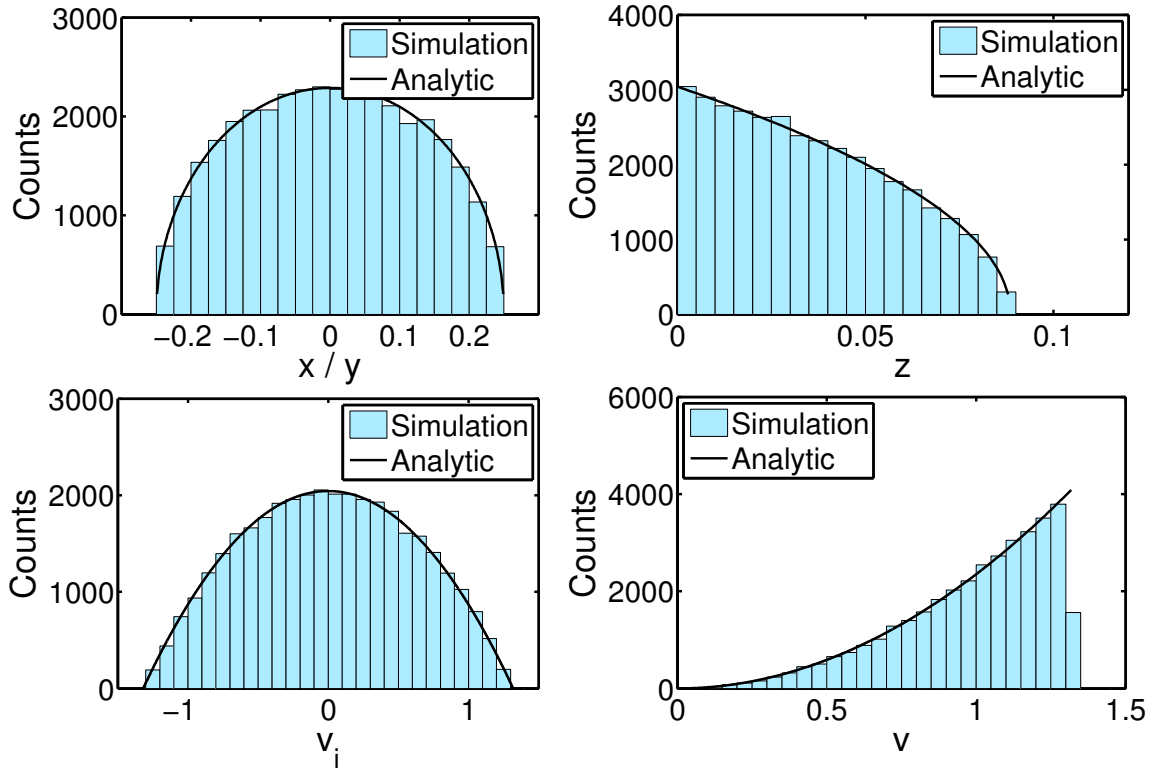 3000
2000
1000
0
Counts
Simulation
Analytic
−0.2 −0.1 0 0.1 0.2
x / y
4000
3000
2000
1000
0
Counts
Simulation
Analytic
0 0.05 0.1
z
3000
2000
1000
0
Counts
Simulation
Analytic
−1 0 1
v_i
6000
4000
2000
0
Counts
Simulation
Analytic
0 0.5 1 1.5
v